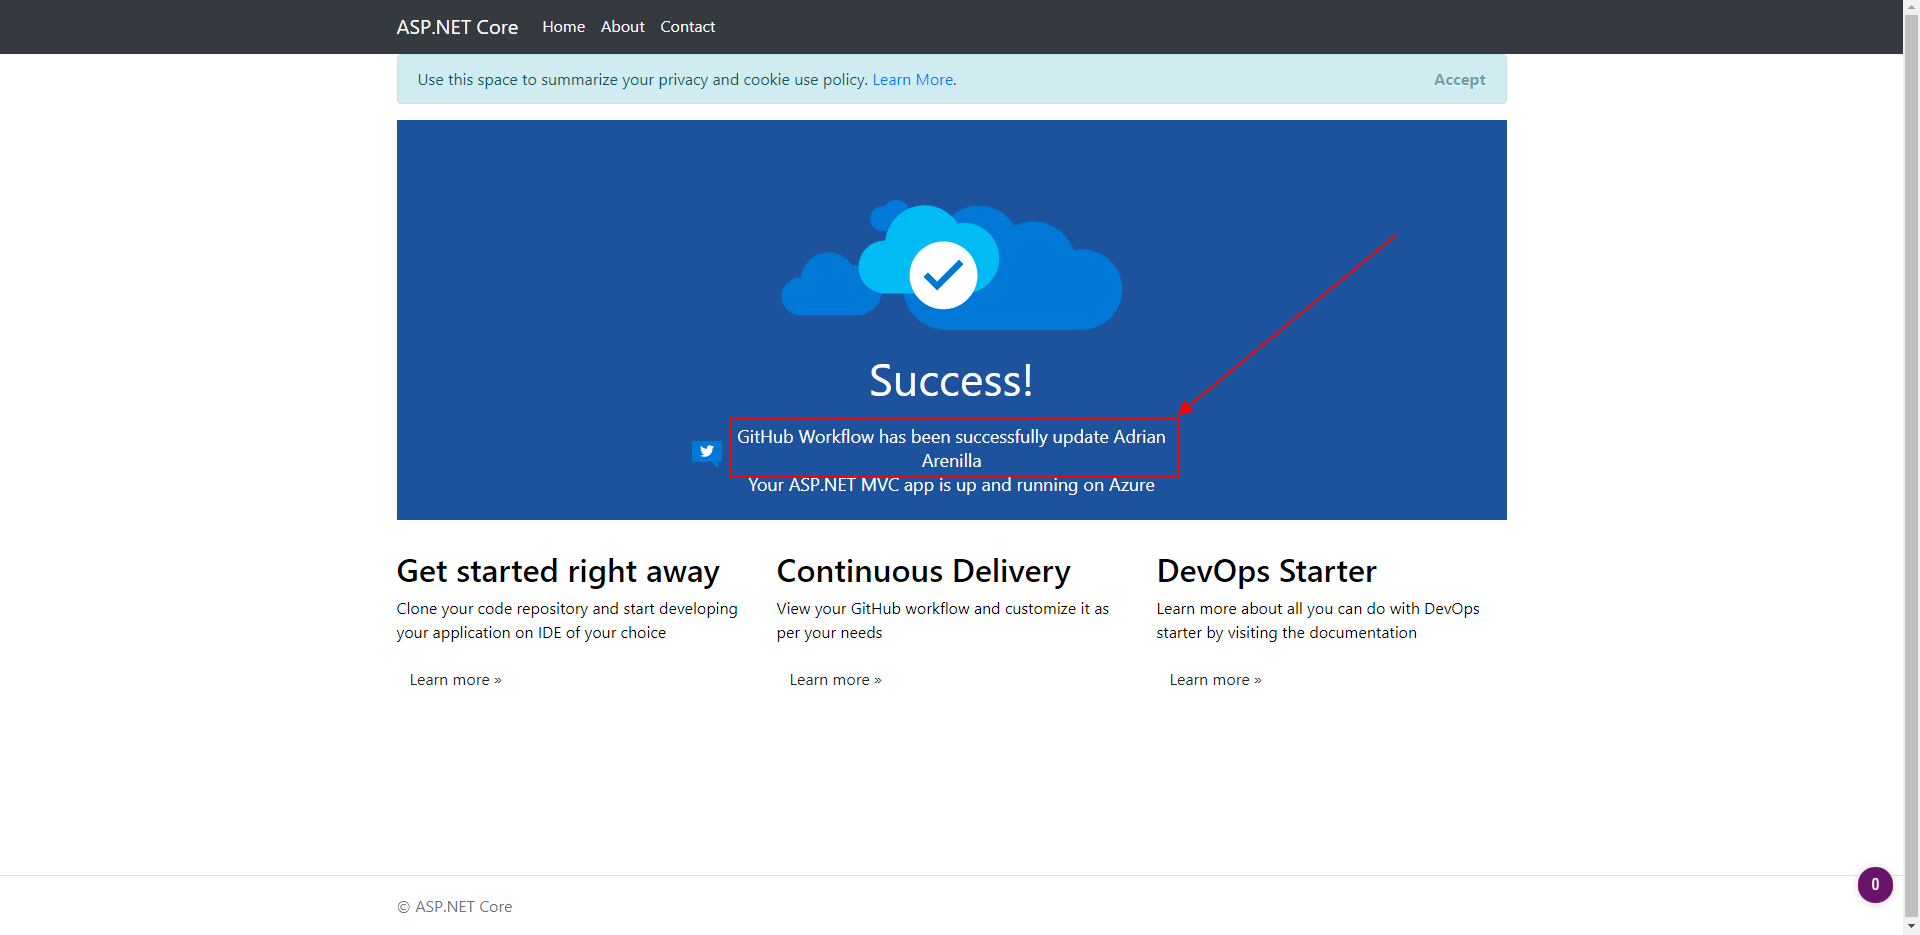 ASP.NET Core Home About Contact
Use this space to summarize your privacy and cookie use policy. Learn More. Accept
Success!
GitHub Workflow has been successfully update Adrian
Arenilla
Your ASP.NET MVC app is up and running on Azure
Get started right away
Clone your code repository and start developing
your application on IDE of your choice
Learn more »
Continuous Delivery
View your GitHub workflow and customize it as
per your needs
Learn more »
DevOps Starter
Learn more about all you can do with DevOps
starter by visiting the documentation
Learn more »
0
© ASP.NET Core